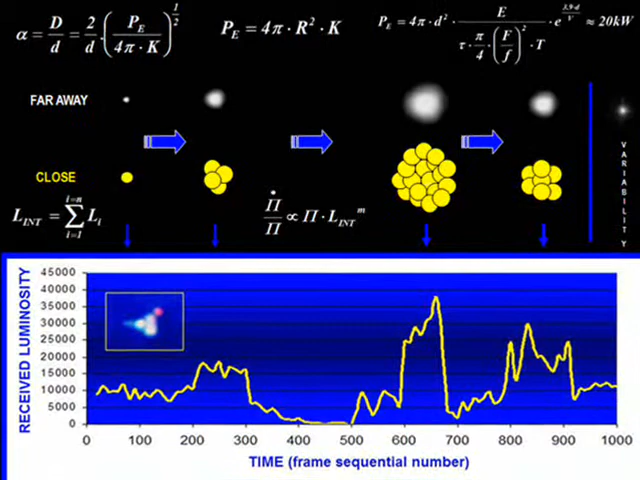 α = D/d = 2/d · (P_E / 4π·K)^(1/2)
P_E = 4π·R²·K
P_E = 4π·d² · E / (τ · π/4 · (F/f)² · T) · e^(3,9·d/V) ≈ 20kW
FAR AWAY
CLOSE
VARIABILITY
L_INT = Σ_(i=1)^(i=n) L_i
Π̇/Π ∝ Π·L_INT^m
RECEIVED LUMINOSITY
45000
40000
35000
30000
25000
20000
15000
10000
5000
0
0 100 200 300 400 500 600 700 800 900 1000
TIME (frame sequential number)